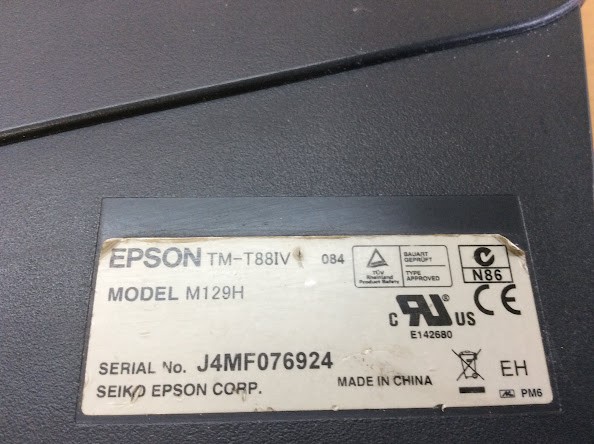 EPSON TM-T88IV 084
TÜV
Rheinland
Product Safety
BAUART
GEPRÜFT
TYPE
APPROVED
N86
MODEL M129H
C RU US
E142680
CE
SERIAL No. J4MF076924
SEIKO EPSON CORP.
MADE IN CHINA
EH
PM6